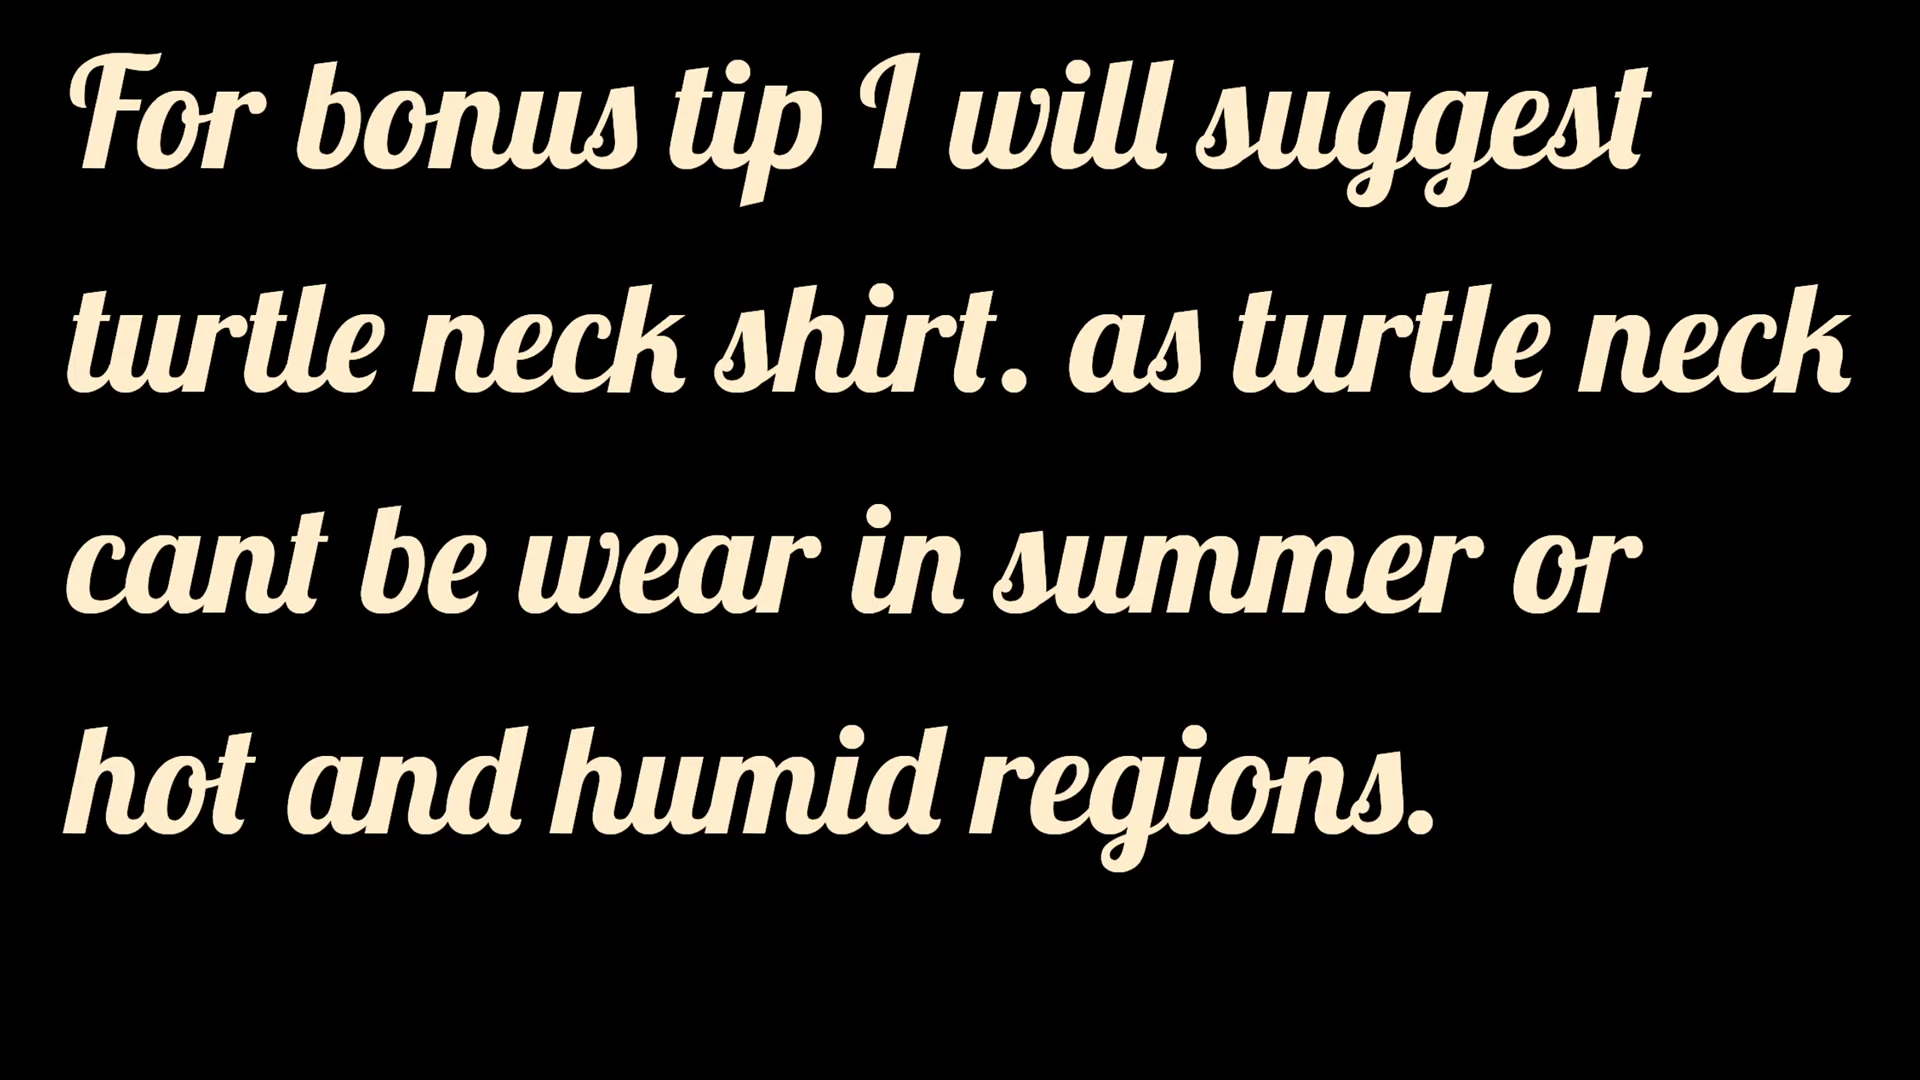 For bonus tip I will suggest
turtle neck shirt. as turtle neck
cant be wear in summer or
hot and humid regions.